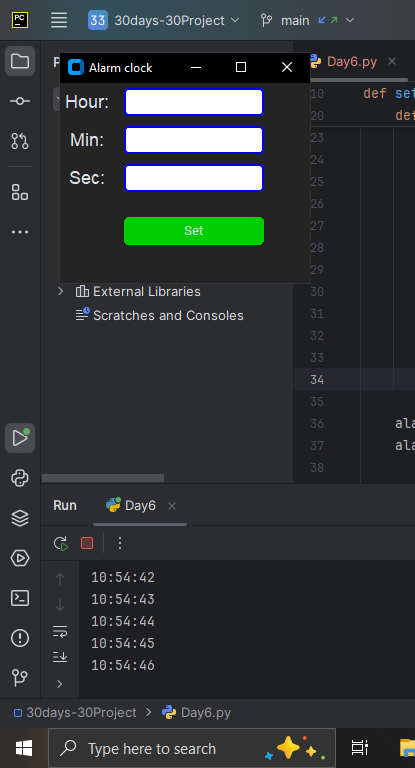 PC
33 30days-30Project main
P
Alarm clock
Day6.py
Hour:
Min:
Sec:
Set
10 def set
20 def
23
24
25
26
27
28
29
30
31
32
33
34
35
36 ala
37 ala
38
External Libraries
Scratches and Consoles
Run Day6
10:54:42
10:54:43
10:54:44
10:54:45
10:54:46
30days-30Project > Day6.py
Type here to search